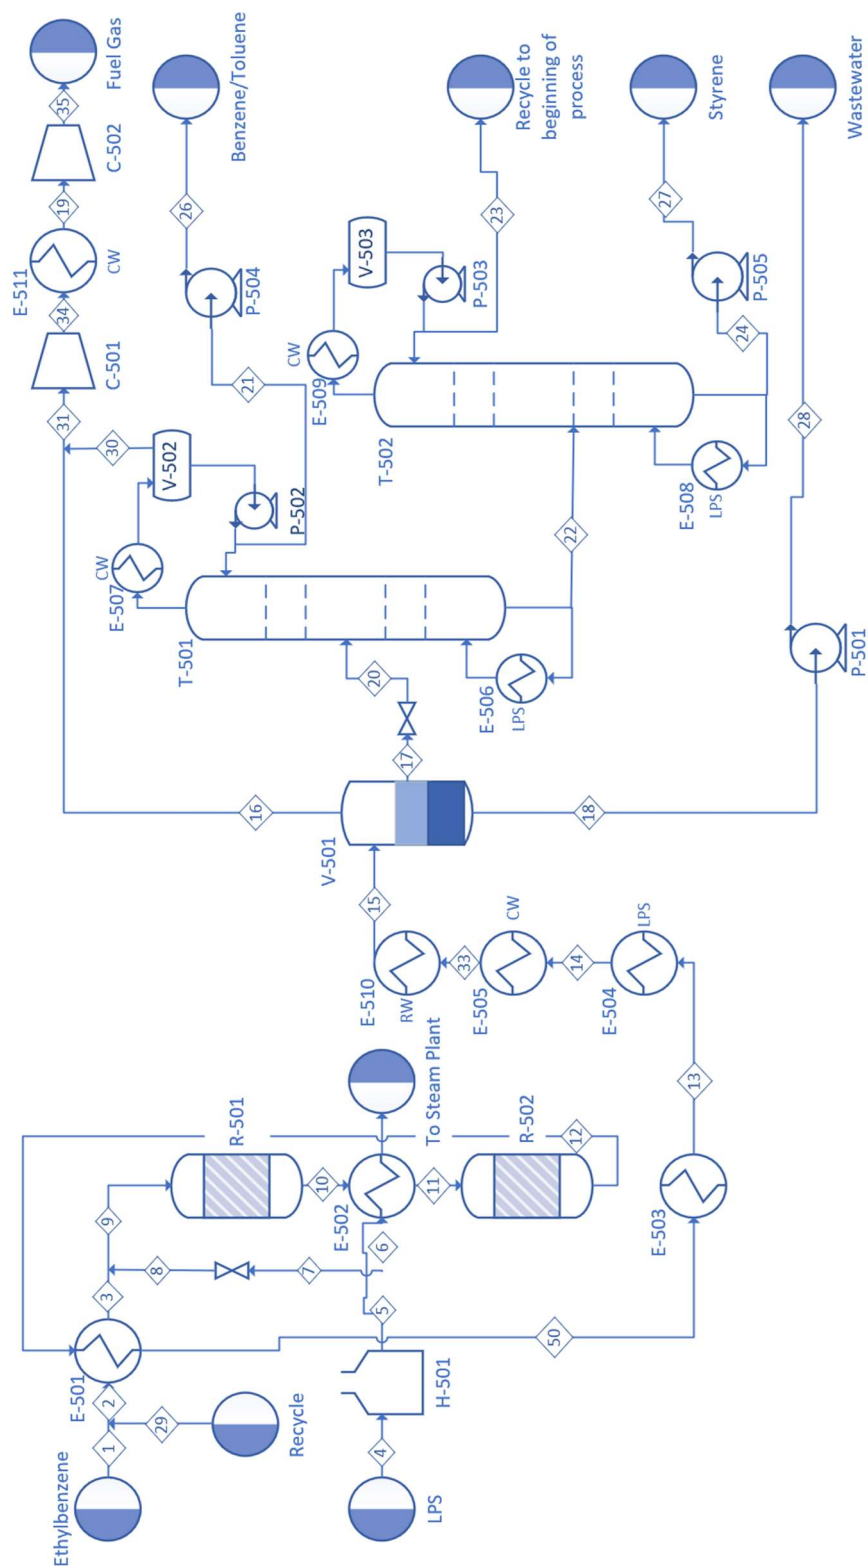 Ethylbenzene
1
2
E-501
3
9
29
Recycle
8
7
LPS
4
H-501
5
6
50
R-501
10
E-502
11
To Steam Plant
R-502
12
E-503
13
E-504
LPS
14
E-505
CW
33
E-510
RW
15
V-501
16
17
18
20
T-501
E-506
LPS
E-507
CW
V-502
P-502
30
31
C-501
34
E-511
CW
19
C-502
35
Fuel Gas
21
P-504
26
Benzene/Toluene
22
T-502
E-508
LPS
E-509
CW
V-503
P-503
23
Recycle to
beginning of
process
24
P-505
27
Styrene
P-501
28
Wastewater